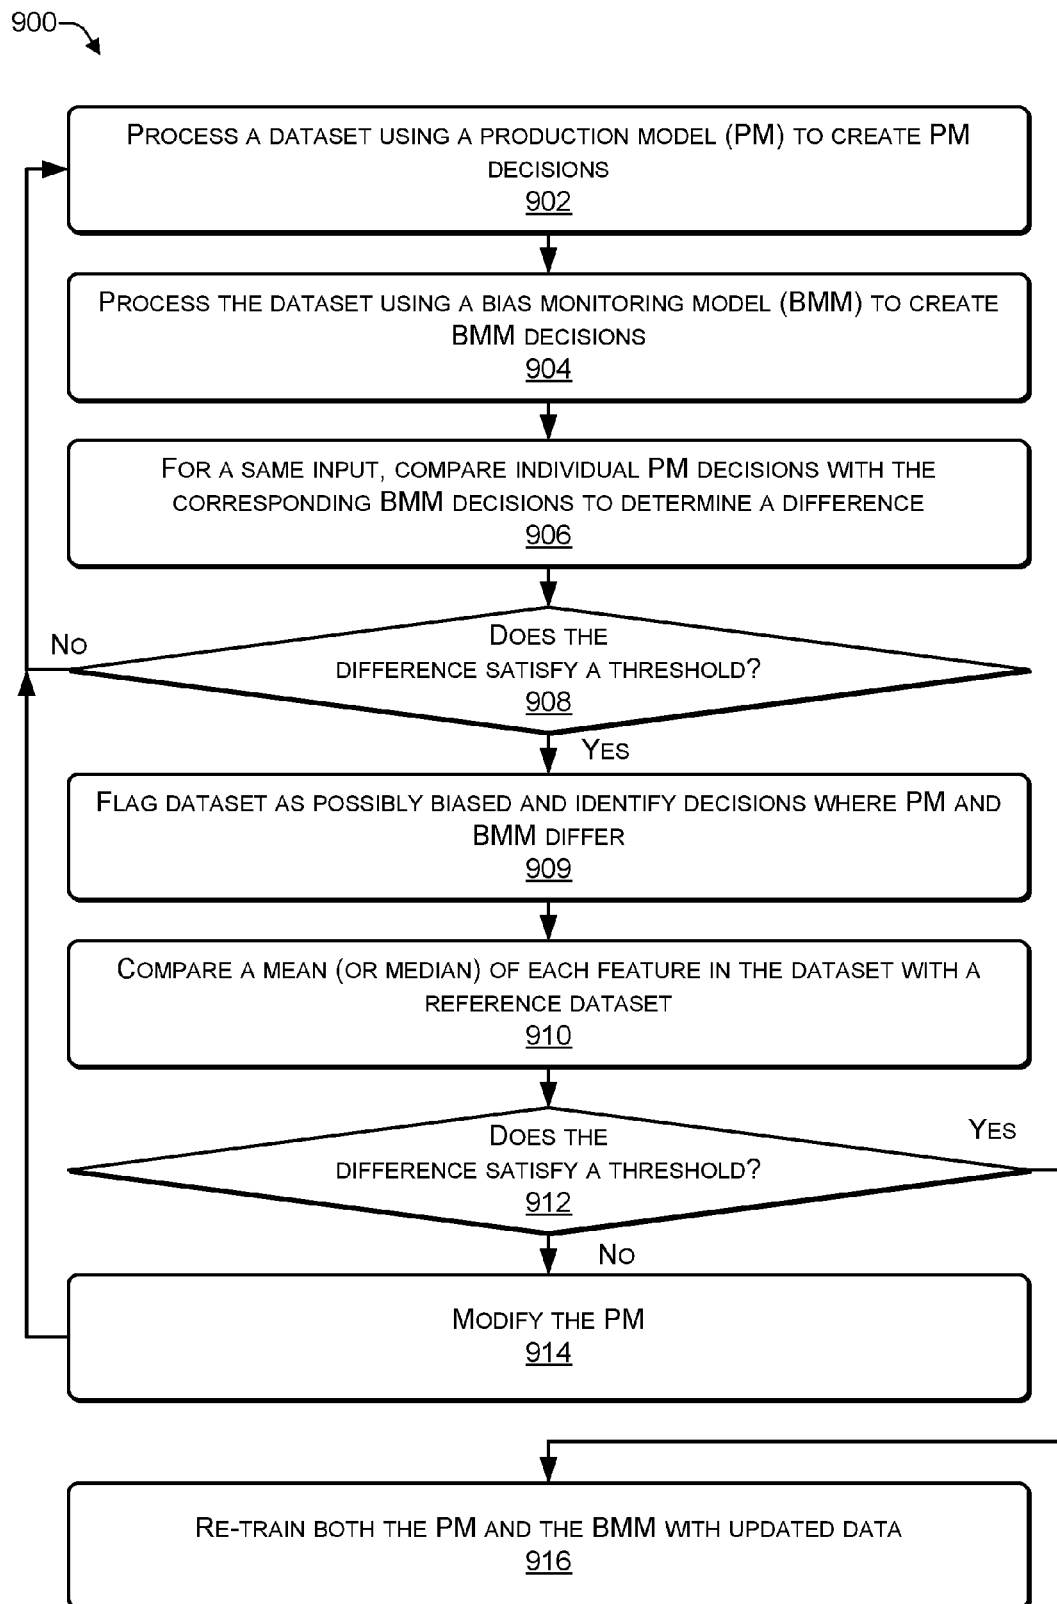 900
PROCESS A DATASET USING A PRODUCTION MODEL (PM) TO CREATE PM
DECISIONS
902
PROCESS THE DATASET USING A BIAS MONITORING MODEL (BMM) TO CREATE
BMM DECISIONS
904
FOR A SAME INPUT, COMPARE INDIVIDUAL PM DECISIONS WITH THE
CORRESPONDING BMM DECISIONS TO DETERMINE A DIFFERENCE
906
NO
DOES THE
DIFFERENCE SATISFY A THRESHOLD?
908
YES
FLAG DATASET AS POSSIBLY BIASED AND IDENTIFY DECISIONS WHERE PM AND
BMM DIFFER
909
COMPARE A MEAN (OR MEDIAN) OF EACH FEATURE IN THE DATASET WITH A
REFERENCE DATASET
910
YES
DOES THE
DIFFERENCE SATISFY A THRESHOLD?
912
NO
MODIFY THE PM
914
RE-TRAIN BOTH THE PM AND THE BMM WITH UPDATED DATA
916